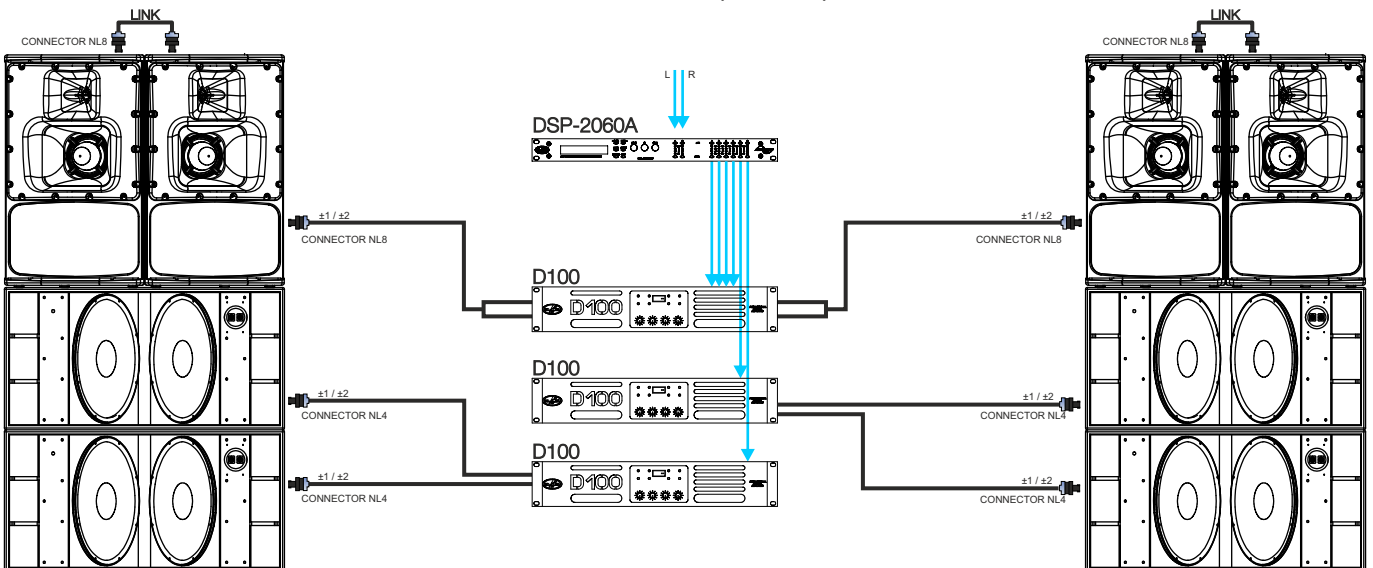 LINK
CONNECTOR NL8
LINK
CONNECTOR NL8
L R
DSP-2060A
±1 / ±2
CONNECTOR NL8
±1 / ±2
CONNECTOR NL8
D100
D100
D100
D100
±1 / ±2
CONNECTOR NL4
±1 / ±2
CONNECTOR NL4
D100
D100
±1 / ±2
CONNECTOR NL4
±1 / ±2
CONNECTOR NL4